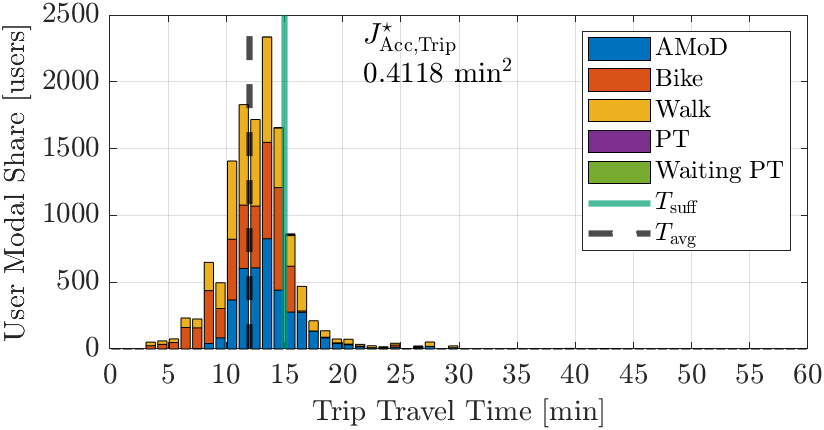 2500
2000
1500
1000
500
0
User Modal Share [users]
J⋆Acc,Trip
0.4118 min²
AMoD
Bike
Walk
PT
Waiting PT
Tsuff
Tavg
0 5 10 15 20 25 30 35 40 45 50 55 60
Trip Travel Time [min]